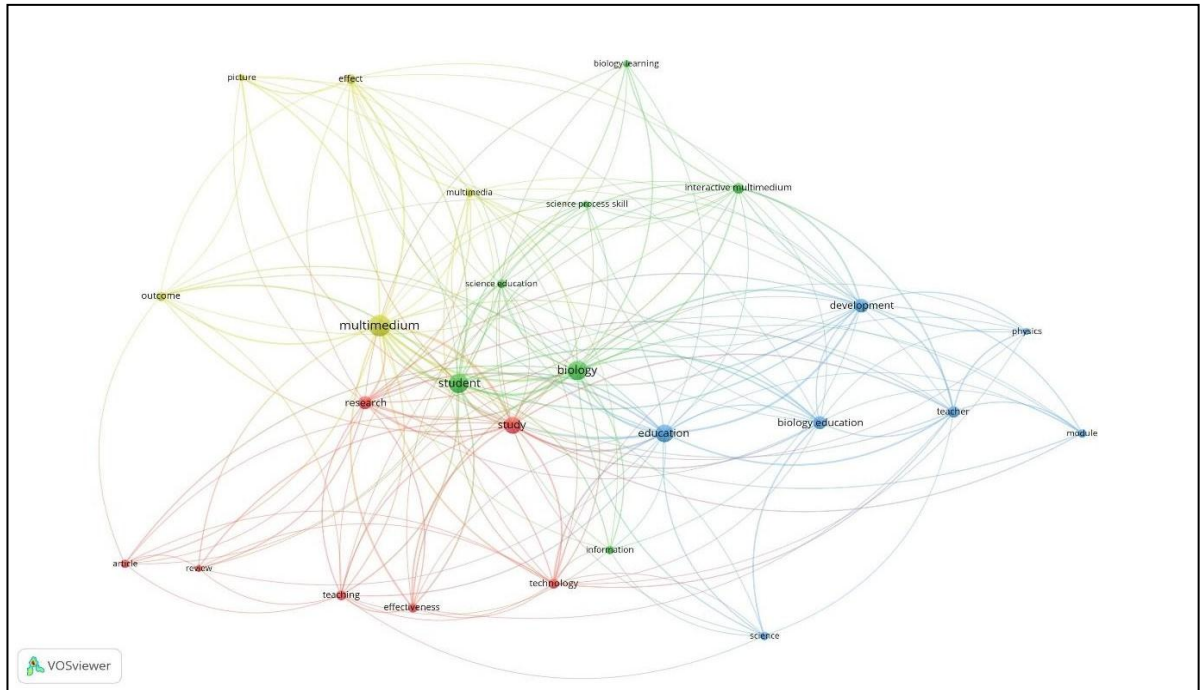 biology learning
picture
effect
interactive multimedium
multimedia
science process skill
science education
outcome
development
multimedium
physics
biology
student
research
teacher
study
biology education
education
module
information
article
review
technology
teaching
effectiveness
science
VOSviewer